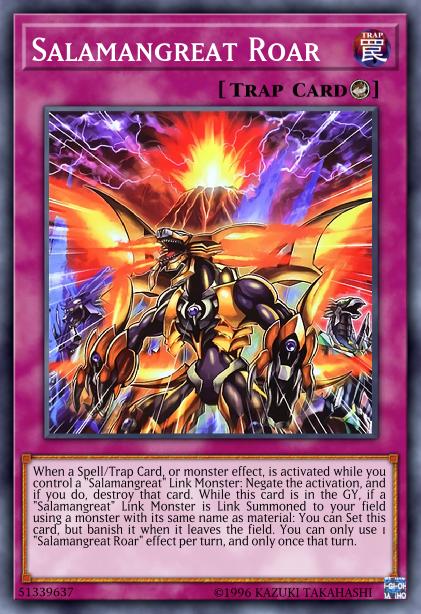 SALAMANGREAT ROAR
TRAP
罠
[TRAP CARD]
When a Spell/Trap Card, or monster effect, is activated while you
control a "Salamangreat" Link Monster: Negate the activation, and
if you do, destroy that card. While this card is in the GY, if a
"Salamangreat" Link Monster is Link Summoned to your field
using a monster with its same name as material: You can Set this
card, but banish it when it leaves the field. You can only use 1
"Salamangreat Roar" effect per turn, and only once that turn.
51339637
©1996 KAZUKI TAKAHASHI